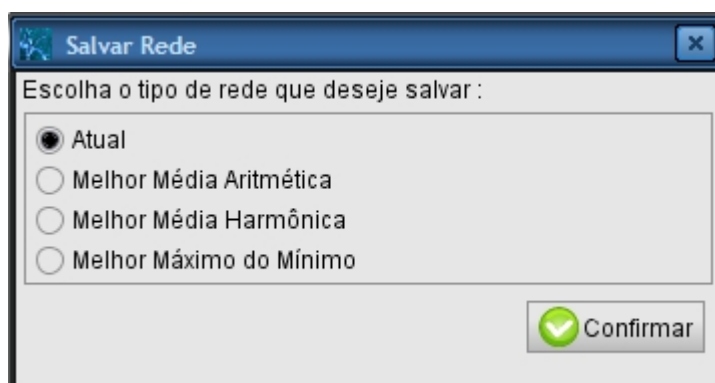 Salvar Rede
Escolha o tipo de rede que deseje salvar :
Atual
Melhor Média Aritmética
Melhor Média Harmônica
Melhor Máximo do Mínimo
Confirmar